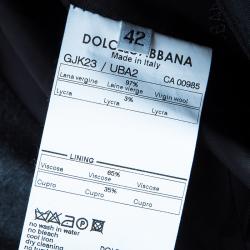 42
DOLCE&GABBANA
Made in Italy
GJK23 / UBA2
CA 00985
Lana vergine Laine vierge Virgin wool
97%
Lycra Lycra Lycra
3%
LINING
Viscose Viscose Viscose
65%
Cupro Cupro Cupro
35%
no water wash
no bleach
cool iron
dry cleaning
DOL